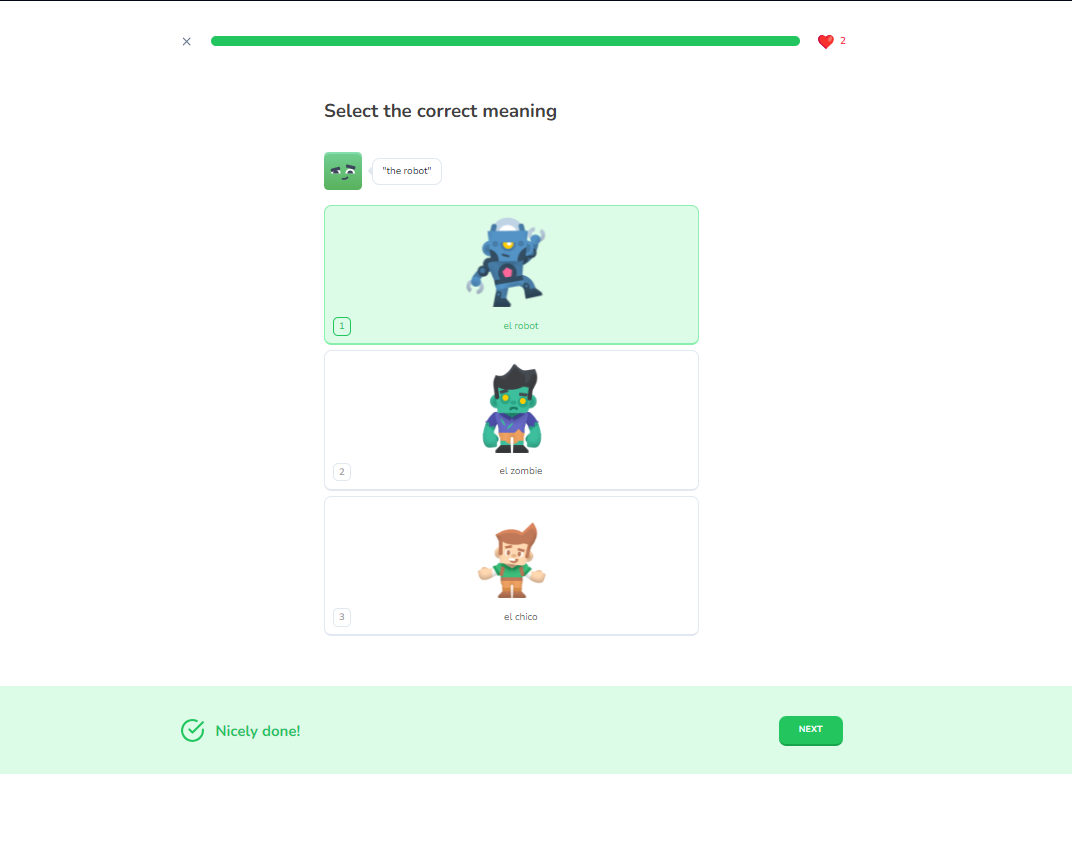 2
Select the correct meaning
"the robot"
1
el robot
2
el zombie
3
el chico
Nicely done!
NEXT